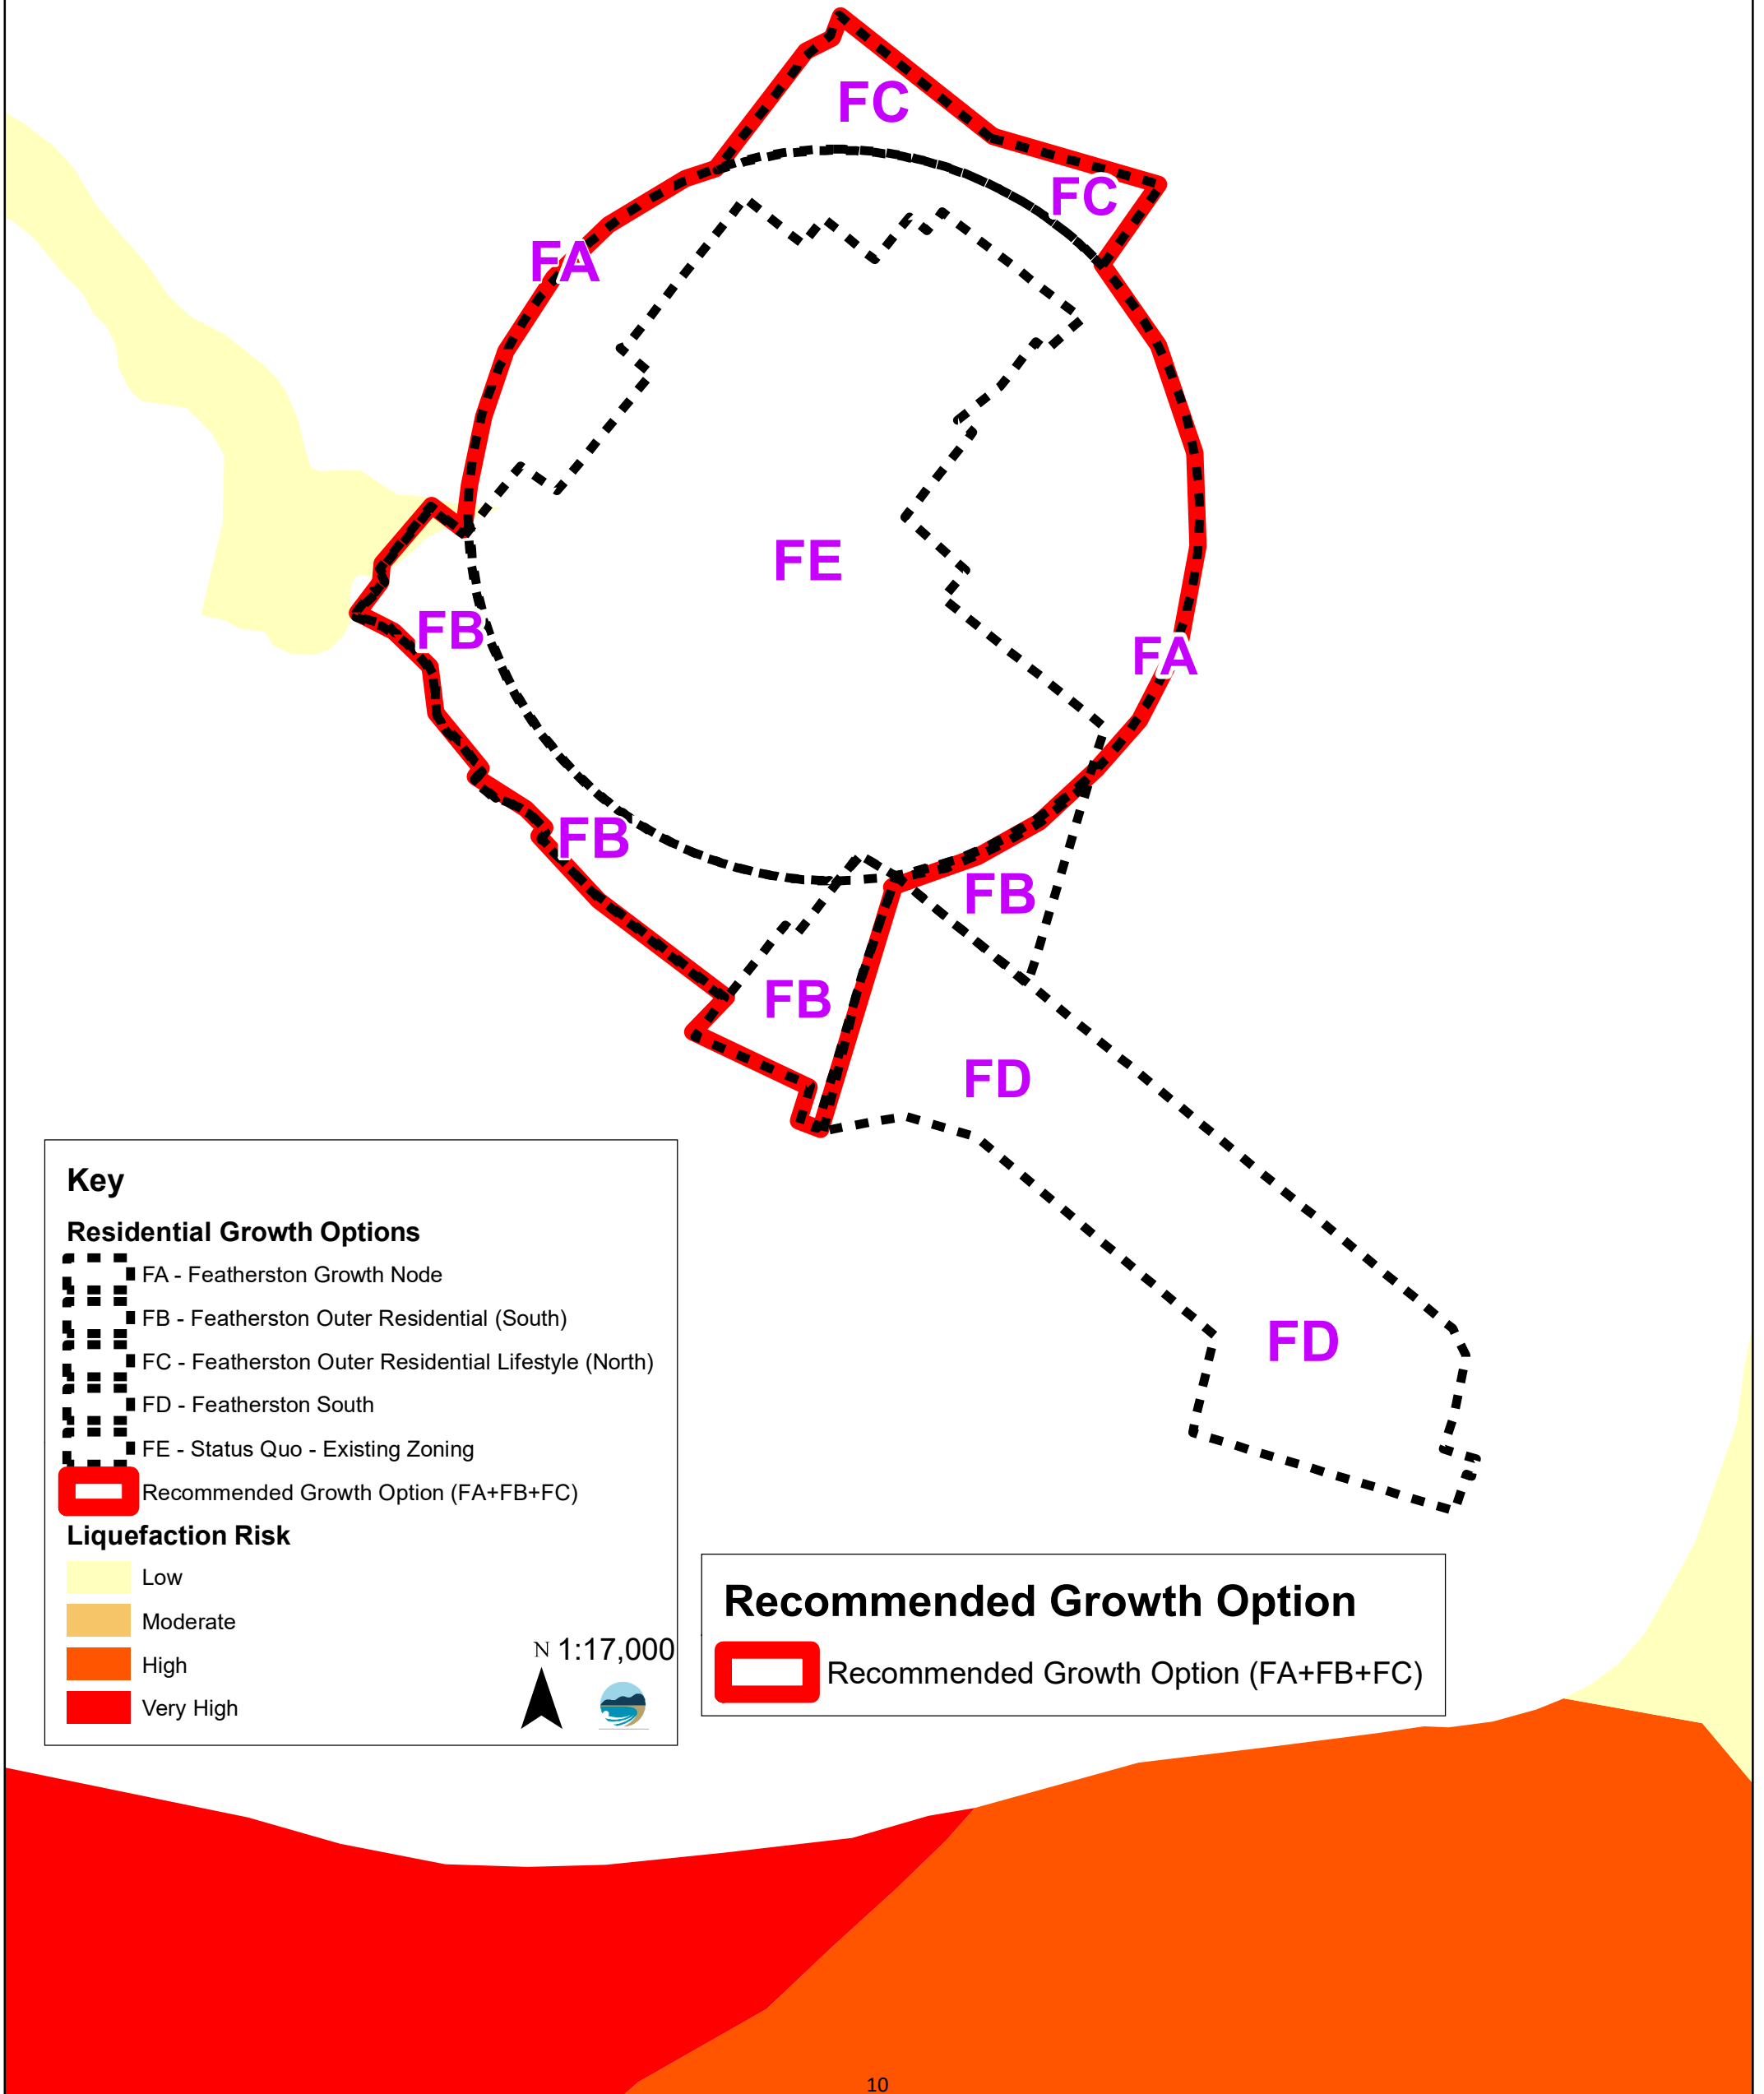 FC
FC
FA
FE
FB
FA
FB
FB
FB
FD
FD
Key
Residential Growth Options
FA - Featherston Growth Node
FB - Featherston Outer Residential (South)
FC - Featherston Outer Residential Lifestyle (North)
FD - Featherston South
FE - Status Quo - Existing Zoning
Recommended Growth Option (FA+FB+FC)
Liquefaction Risk
Low
Moderate
High
Very High
N 1:17,000
Recommended Growth Option
Recommended Growth Option (FA+FB+FC)
10